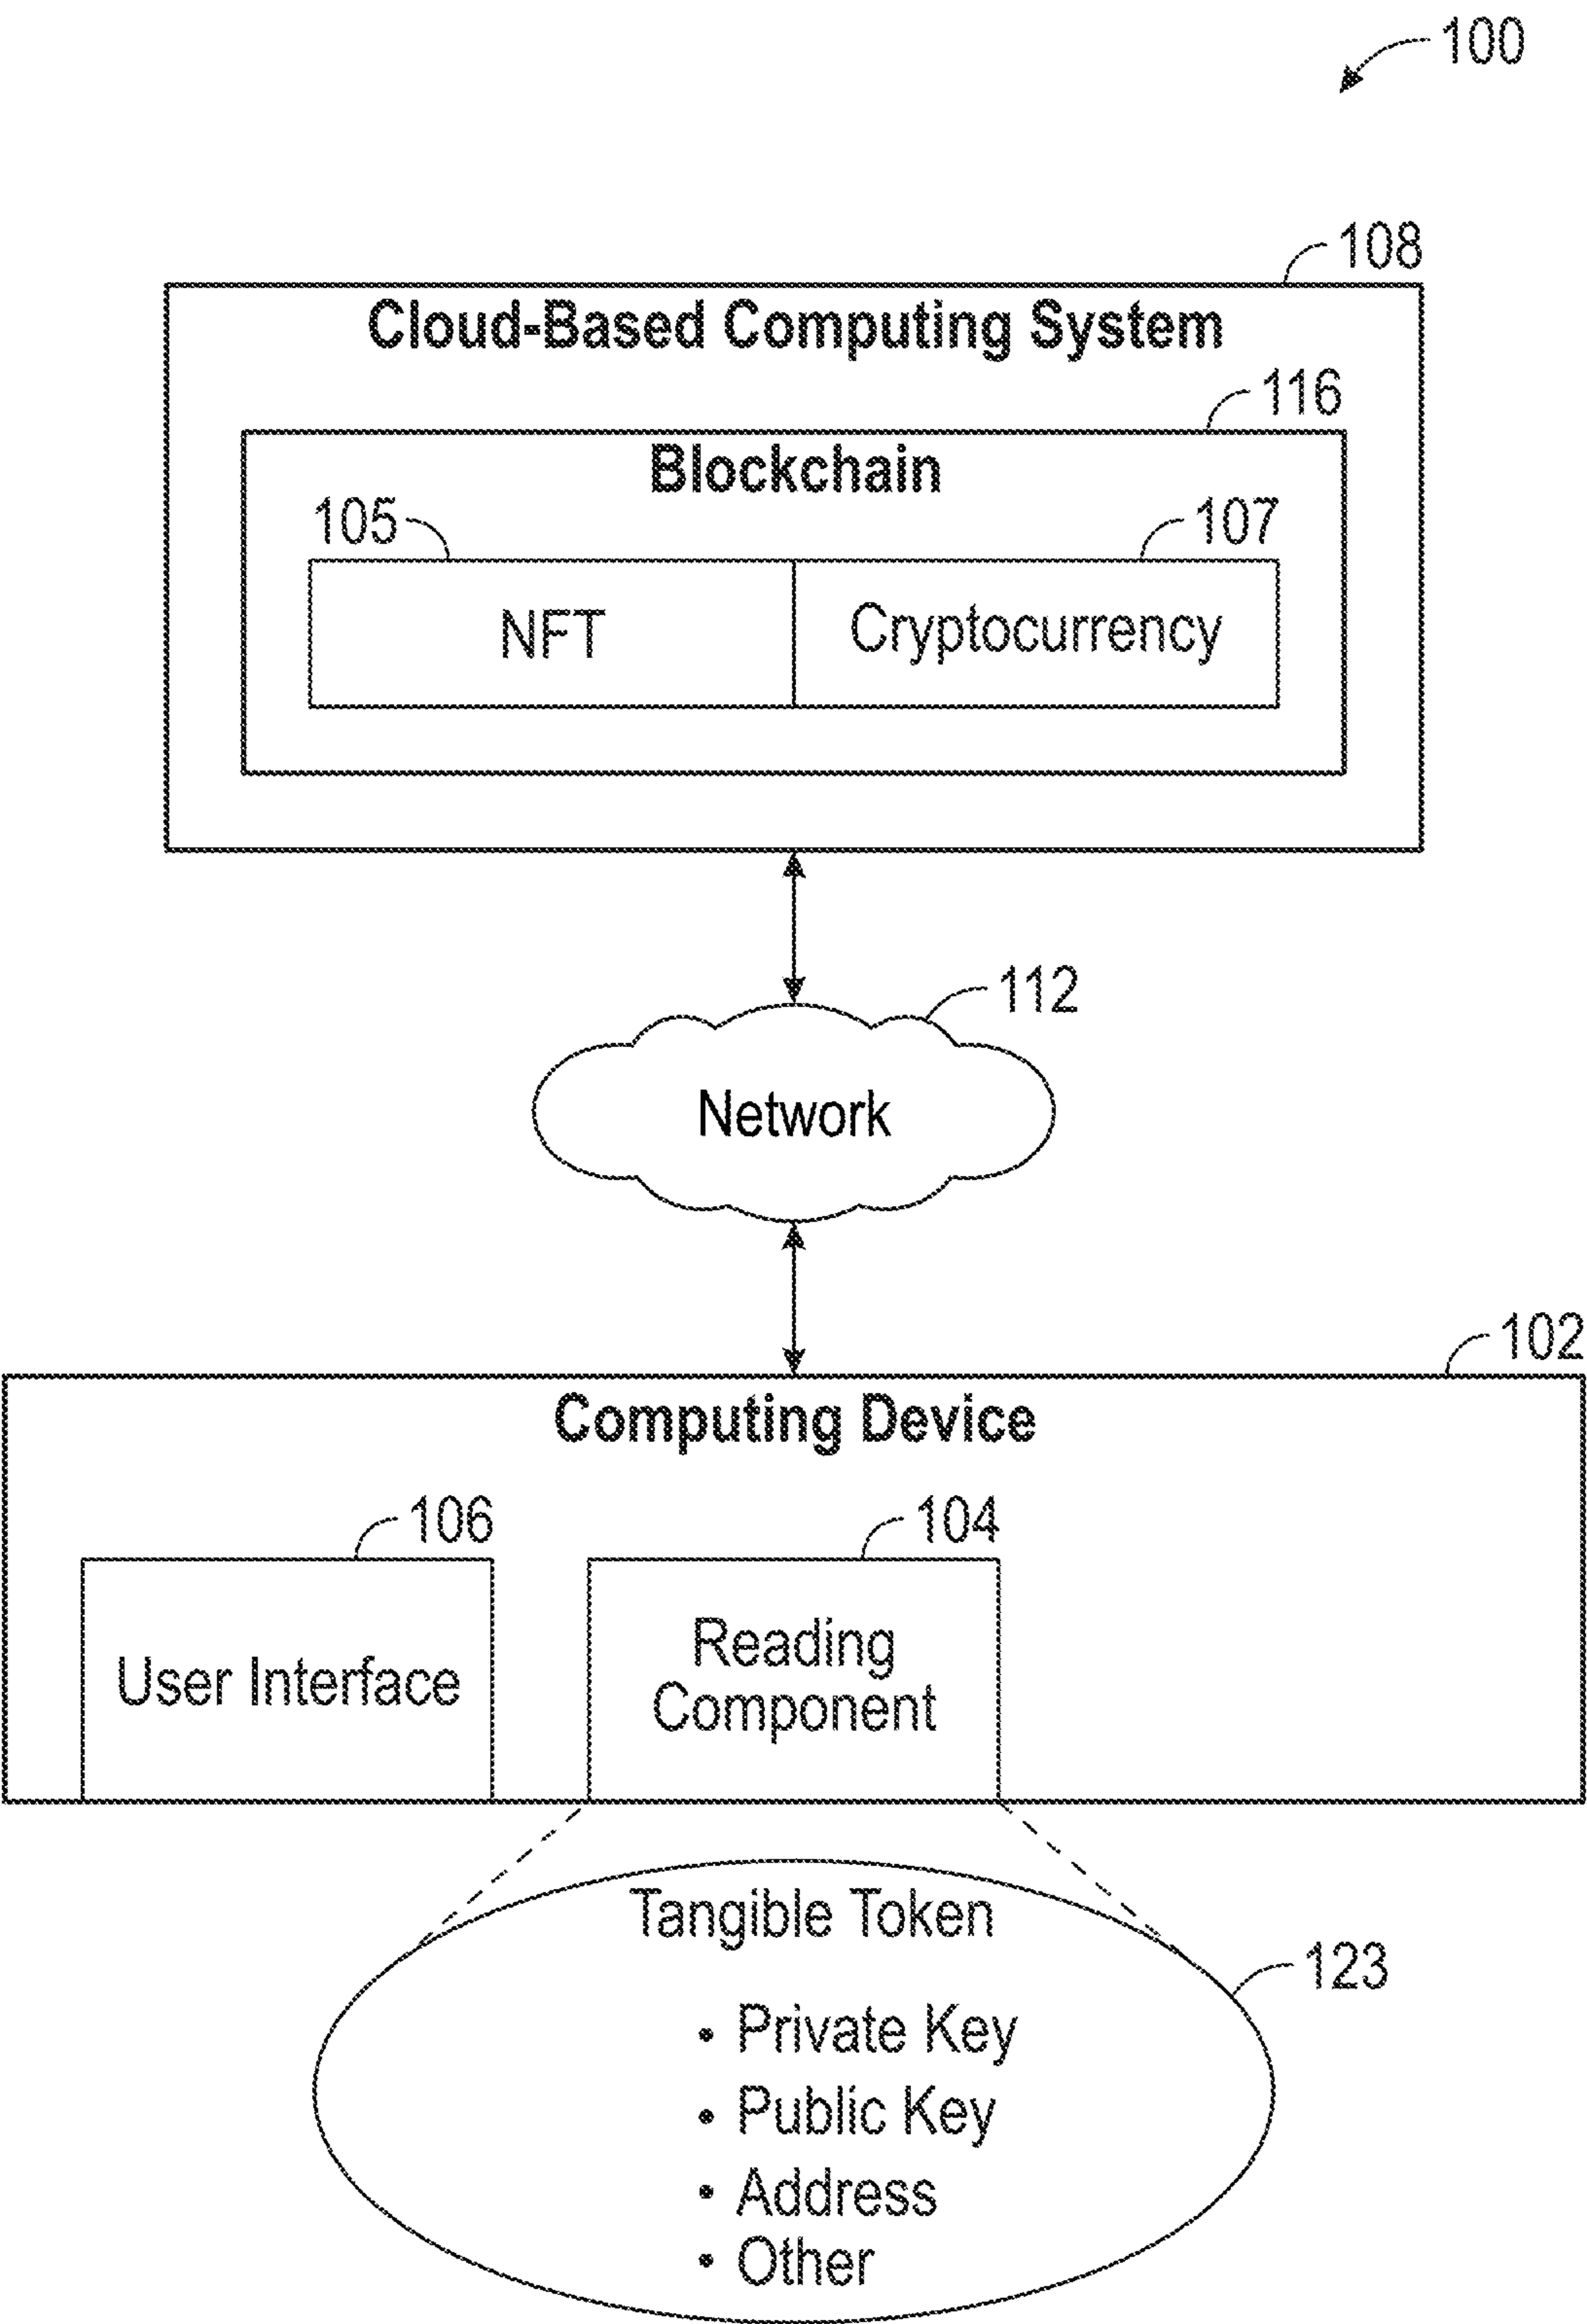 100
108
Cloud-Based Computing System
116
Blockchain
105
107
NFT
Cryptocurrency
112
Network
102
Computing Device
106
104
User Interface
Reading
Component
Tangible Token
123
• Private Key
• Public Key
• Address
• Other